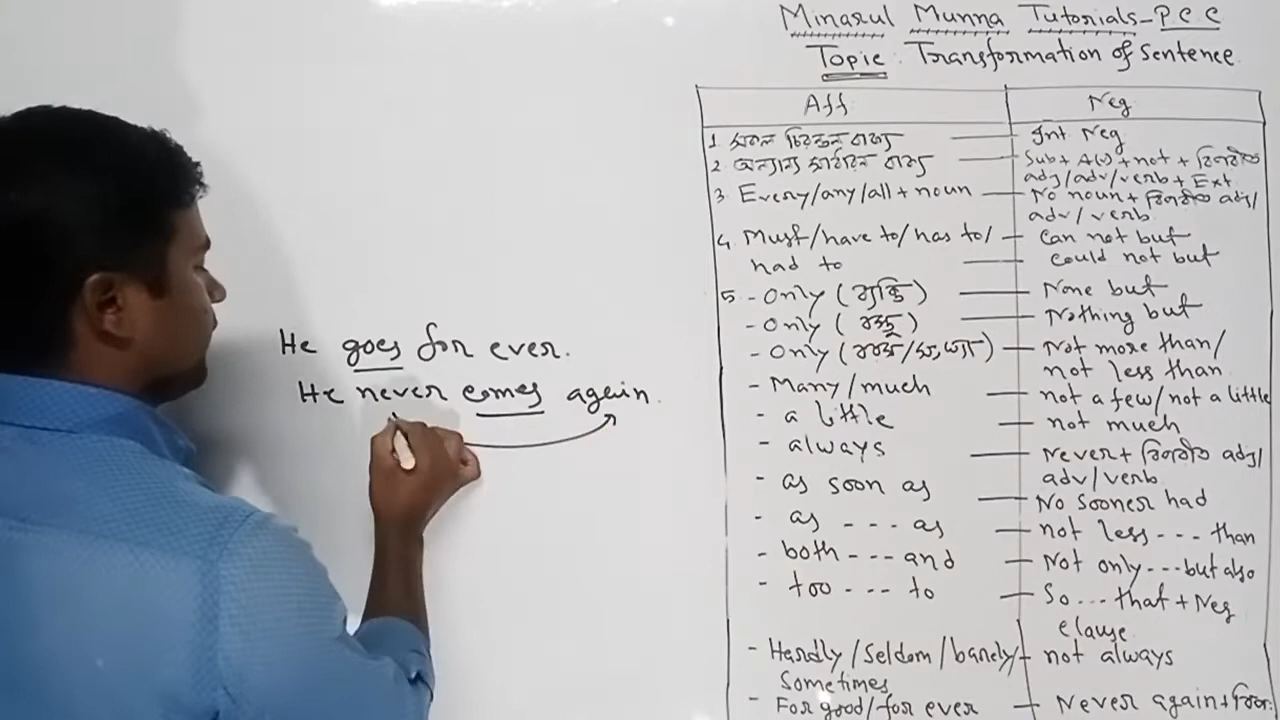 Minarul Munna Tutorials-PCC
Topic: Transformation of Sentence
Aff
Neg
1. সকল চিরন্তন বাক্য — Int Neg
2. অন্যান্য সার্বজনীন বাক্য — Sub + A(v) + not + বিপরীত
adj/adv/verb + Ext.
3. Every/any/all + noun — No noun + বিপরীত adj/
adv/verb.
4. Must/have to/has to/ — Can not but
had to — could not but
5. - Only (ব্যক্তি) — None but
- Only (বস্তু) — Nothing but
- Only (বয়স/ — Not more than/
not less than
- Many/much — not a few/not a little
- a little — not much
- always — Never + বিপরীত adj/
adv/verb
- as soon as — No sooner had
- as --- as — not less --- than
- both --- and — Not only --- but also
- too --- to — So ... that + Neg
clause
- Hardly/Seldom/barely/ — not always
Sometimes
- For good/for ever — Never again +
He goes for ever.
He never comes again.